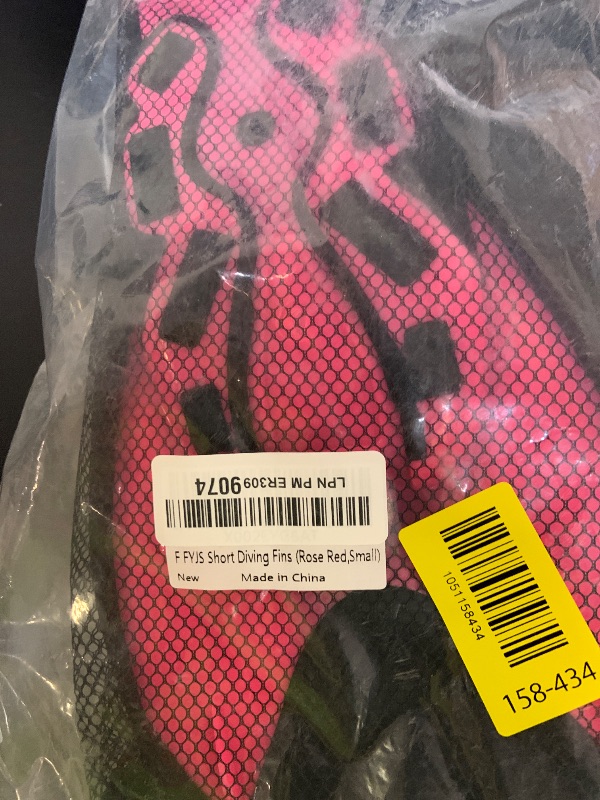 LPN PM ER3099074
F FYJS Short Diving Fins (Rose Red,Small)
New Made in China
1051158434
158-434